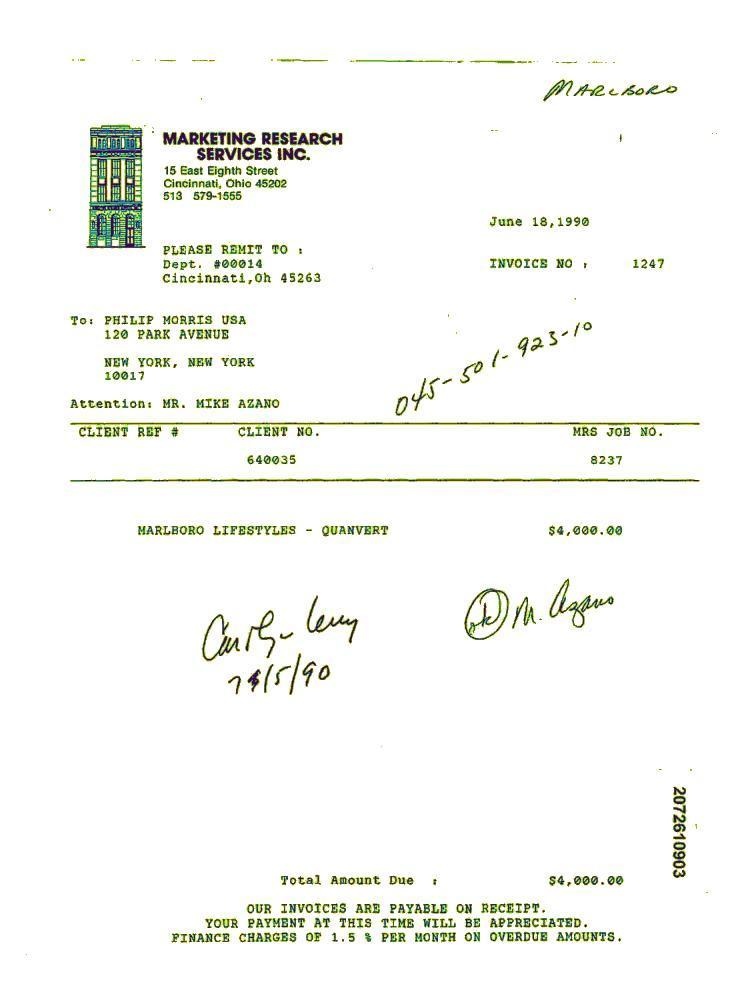 MARLBORO
MARKETING RESEARCH
SERVICES INC.
15 East Eighth Street
Cincinnati, Ohio 45202
513 579-1555
June 18,1990
PLEASE REMIT TO :
Dept. #00014
Cincinnati,Oh 45263
INVOICE NO : 1247
To: PHILIP MORRIS USA
120 PARK AVENUE
NEW YORK, NEW YORK
10017
045-501-923-10
Attention: MR. MIKE AZANO
CLIENT REF # CLIENT NO. MRS JOB NO.
640035 8237
MARLBORO LIFESTYLES - QUANVERT $4,000.00
ok M. Azano
Levy
/5/90
2072610903
Total Amount Due : $4,000.00
OUR INVOICES ARE PAYABLE ON RECEIPT.
YOUR PAYMENT AT THIS TIME WILL BE APPRECIATED.
FINANCE CHARGES OF 1.5 % PER MONTH ON OVERDUE AMOUNTS.